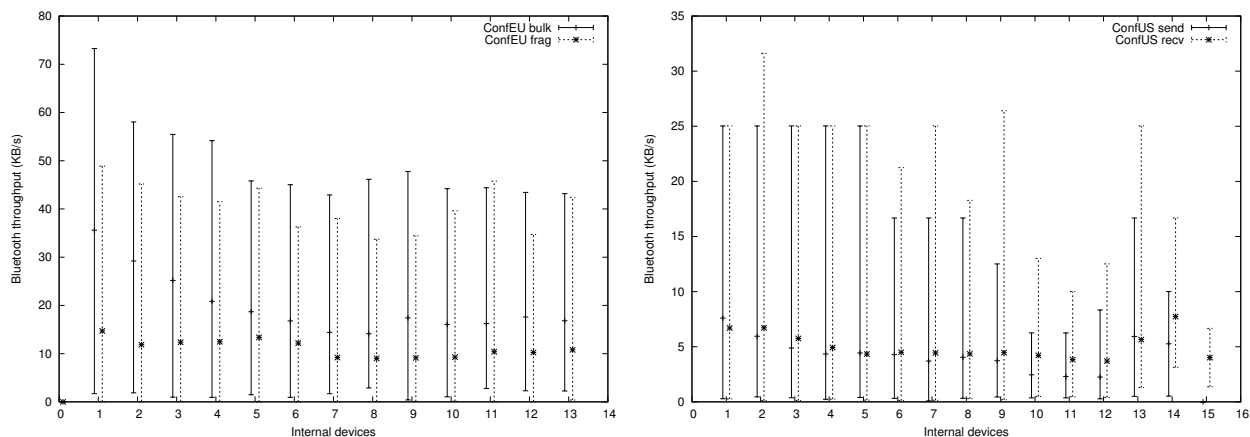 80
70
60
50
40
30
20
10
0
Bluetooth throughput (KB/s)
ConfEU bulk
ConfEU frag
0 1 2 3 4 5 6 7 8 9 10 11 12 13 14
Internal devices
35
30
25
20
15
10
5
0
Bluetooth throughput (KB/s)
ConfUS send
ConfUS recv
0 1 2 3 4 5 6 7 8 9 10 11 12 13 14 15 16
Internal devices